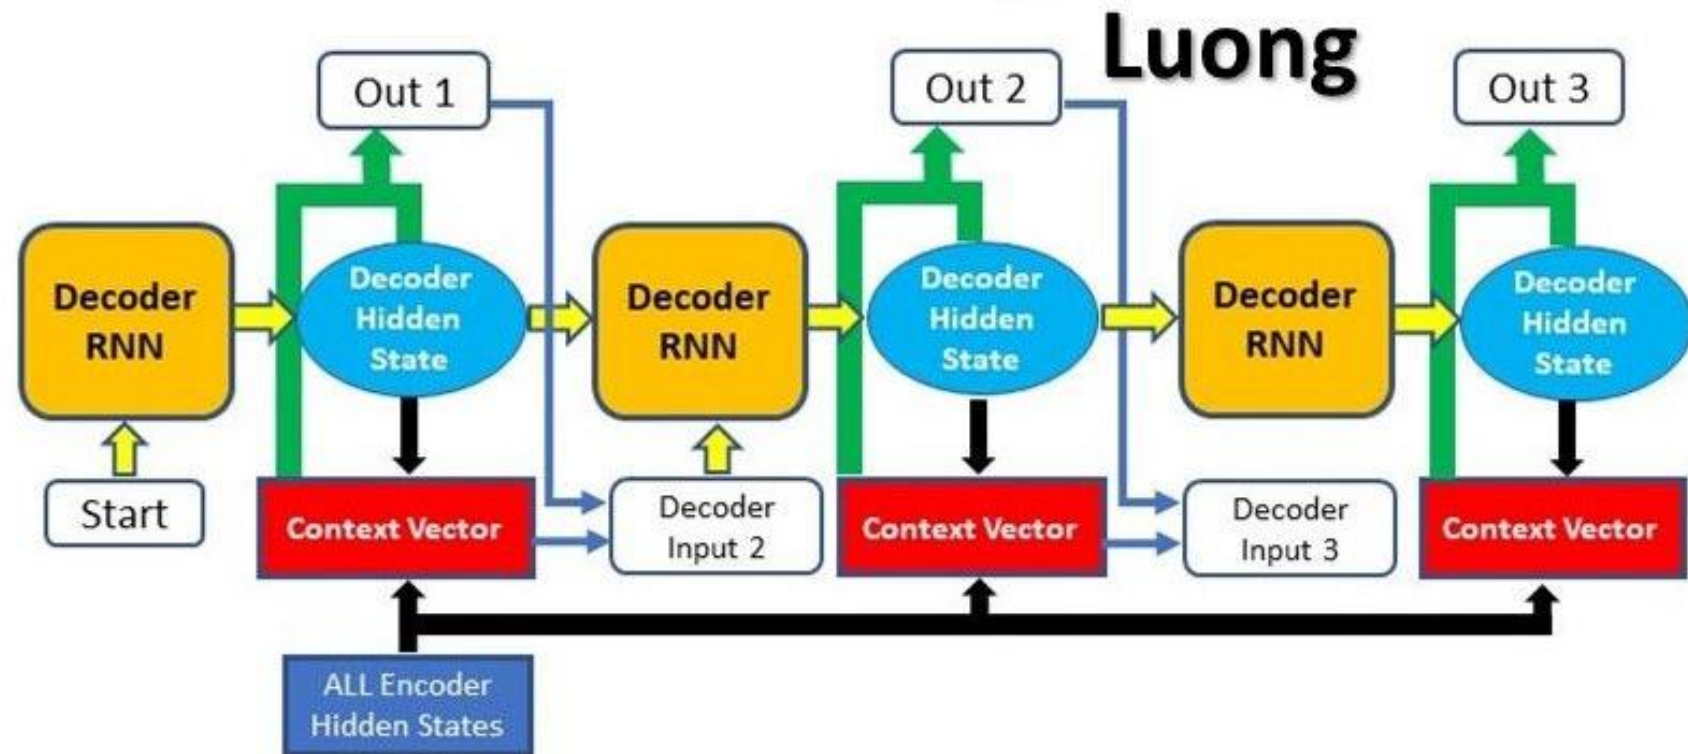 Luong
Out 1
Out 2
Out 3
Decoder
RNN
Decoder
Hidden
State
Decoder
RNN
Decoder
Hidden
State
Decoder
RNN
Decoder
Hidden
State
Start
Context Vector
Decoder
Input 2
Context Vector
Decoder
Input 3
Context Vector
ALL Encoder
Hidden States